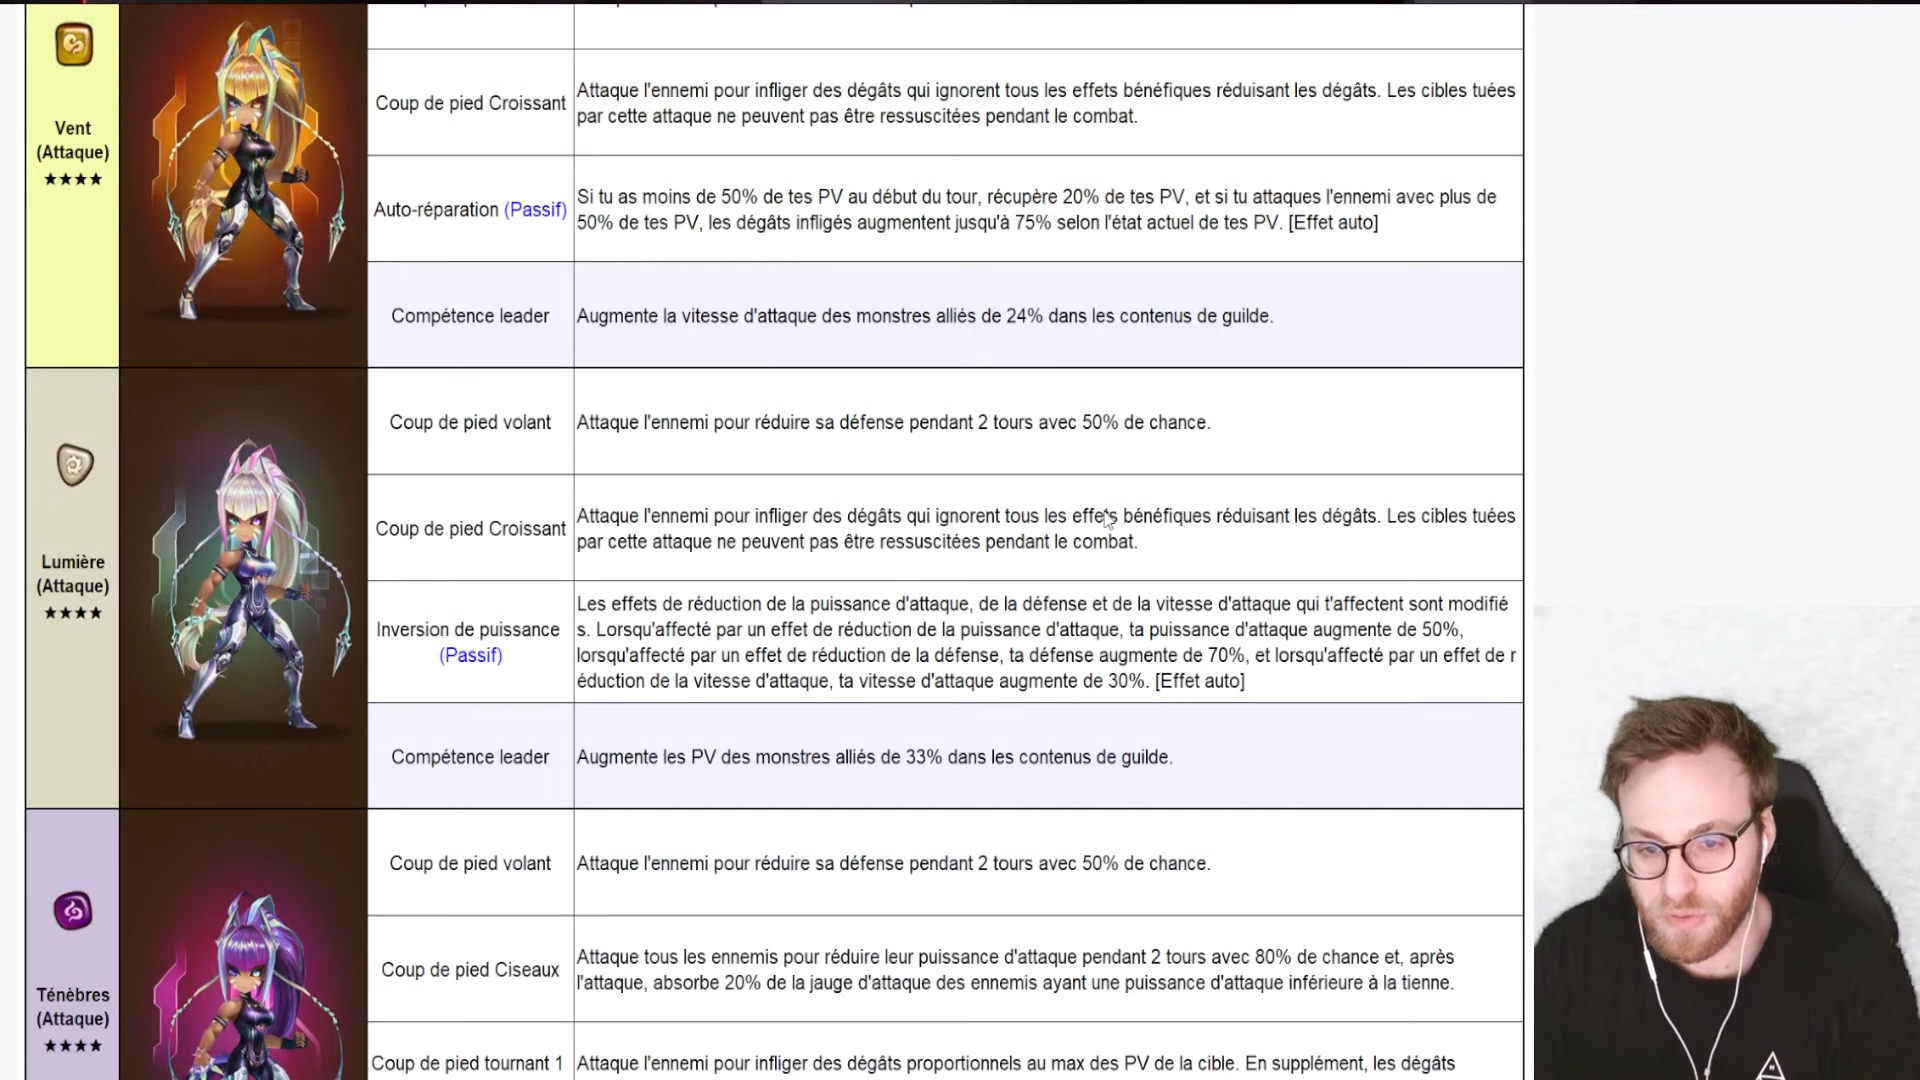 Vent
(Attaque)
★★★★
Coup de pied Croissant
Attaque l'ennemi pour infliger des dégâts qui ignorent tous les effets bénéfiques réduisant les dégâts. Les cibles tuées
par cette attaque ne peuvent pas être ressuscitées pendant le combat.
Auto-réparation (Passif)
Si tu as moins de 50% de tes PV au début du tour, récupère 20% de tes PV, et si tu attaques l'ennemi avec plus de
50% de tes PV, les dégâts infligés augmentent jusqu'à 75% selon l'état actuel de tes PV. [Effet auto]
Compétence leader
Augmente la vitesse d'attaque des monstres alliés de 24% dans les contenus de guilde.
Lumière
(Attaque)
★★★★
Coup de pied volant
Attaque l'ennemi pour réduire sa défense pendant 2 tours avec 50% de chance.
Coup de pied Croissant
Attaque l'ennemi pour infliger des dégâts qui ignorent tous les effets bénéfiques réduisant les dégâts. Les cibles tuées
par cette attaque ne peuvent pas être ressuscitées pendant le combat.
Inversion de puissance
(Passif)
Les effets de réduction de la puissance d'attaque, de la défense et de la vitesse d'attaque qui t'affectent sont modifié
s. Lorsqu'affecté par un effet de réduction de la puissance d'attaque, ta puissance d'attaque augmente de 50%,
lorsqu'affecté par un effet de réduction de la défense, ta défense augmente de 70%, et lorsqu'affecté par un effet de r
éduction de la vitesse d'attaque, ta vitesse d'attaque augmente de 30%. [Effet auto]
Compétence leader
Augmente les PV des monstres alliés de 33% dans les contenus de guilde.
Ténèbres
(Attaque)
★★★★
Coup de pied volant
Attaque l'ennemi pour réduire sa défense pendant 2 tours avec 50% de chance.
Coup de pied Ciseaux
Attaque tous les ennemis pour réduire leur puissance d'attaque pendant 2 tours avec 80% de chance et, après
l'attaque, absorbe 20% de la jauge d'attaque des ennemis ayant une puissance d'attaque inférieure à la tienne.
Coup de pied tournant 1
Attaque l'ennemi pour infliger des dégâts proportionnels au max des PV de la cible. En supplément, les dégâts